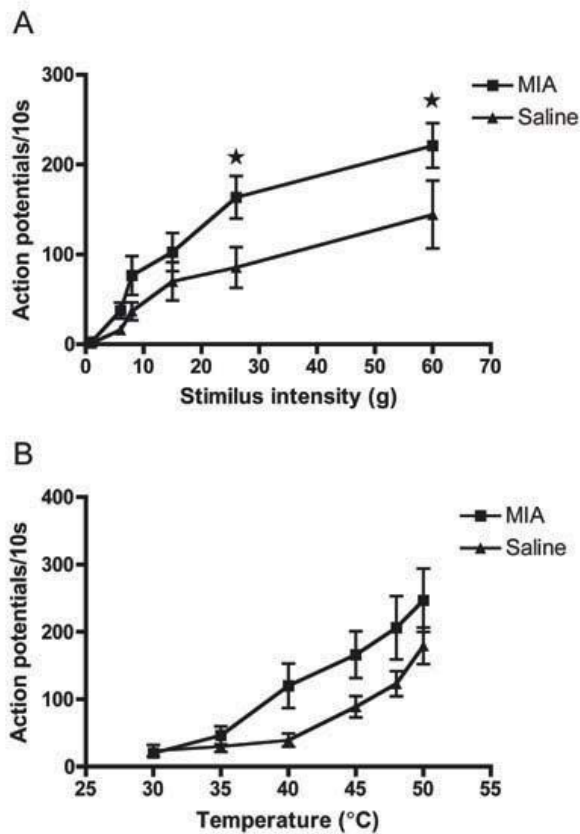 A
300
200
100
0
Action potentials/10s
0 10 20 30 40 50 60 70
Stimulus intensity (g)
MIA
Saline
B
400
300
200
100
0
Action potentials/10s
25 30 35 40 45 50 55
Temperature (°C)
MIA
Saline